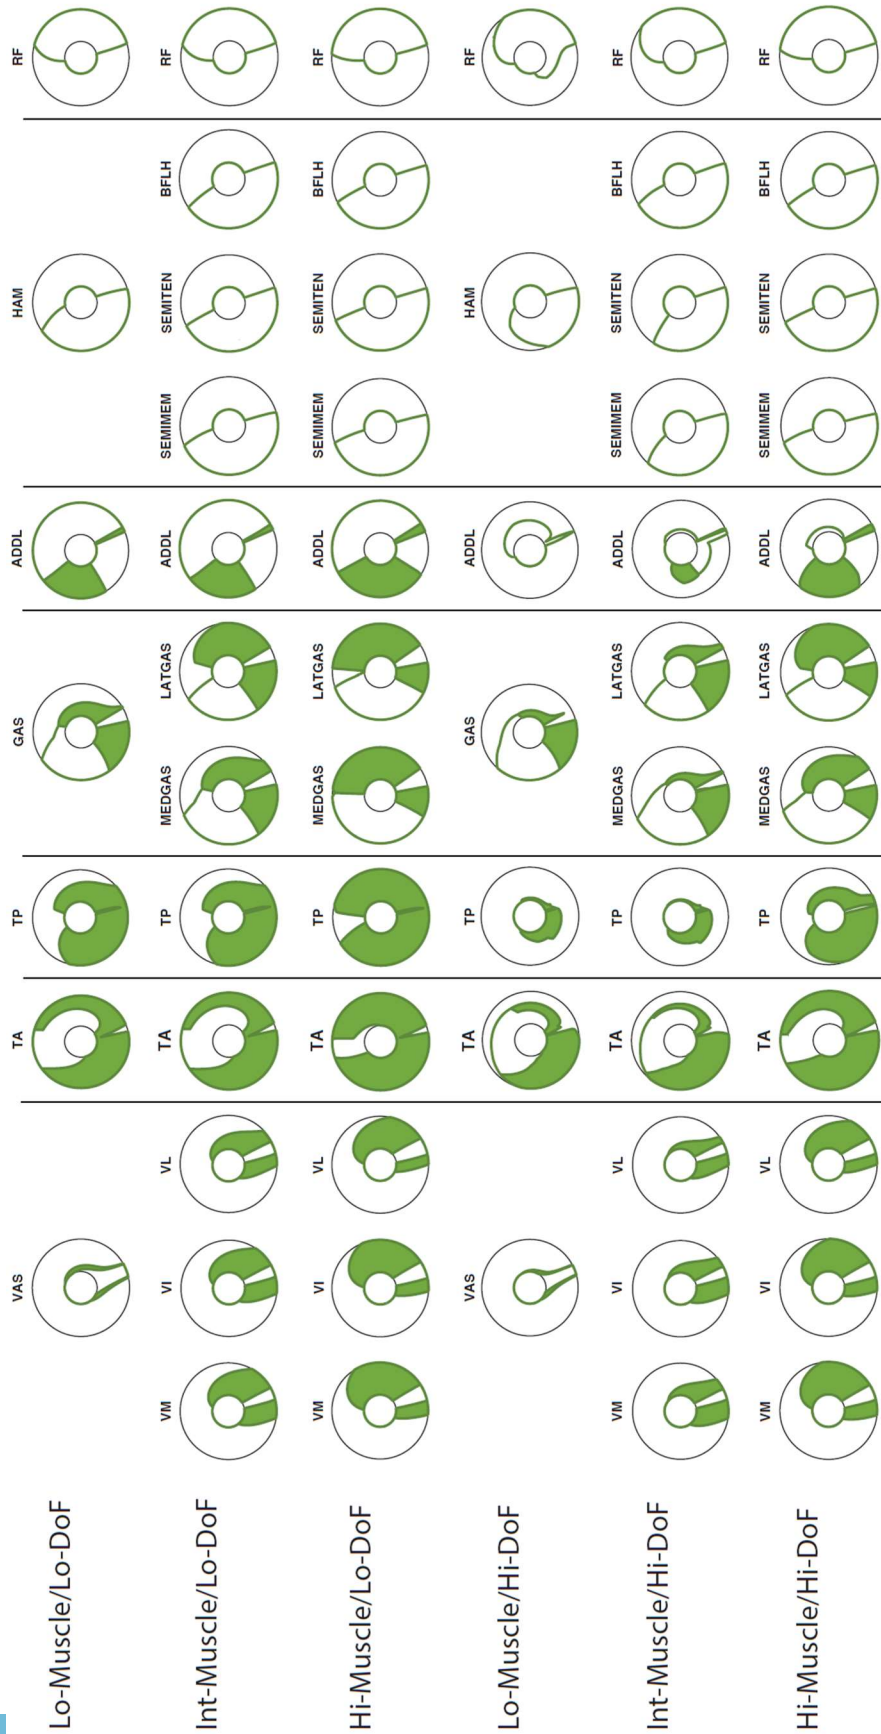 VAS TA TP GAS ADDL HAM RF
Lo-Muscle/Lo-DoF
VM VI VL TA TP MEDGAS LATGAS ADDL SEMIMEM SEMITEN BFLH RF
Int-Muscle/Lo-DoF
VM VI VL TA TP MEDGAS LATGAS ADDL SEMIMEM SEMITEN BFLH RF
Hi-Muscle/Lo-DoF
VAS TA TP GAS ADDL HAM RF
Lo-Muscle/Hi-DoF
VM VI VL TA TP MEDGAS LATGAS ADDL SEMIMEM SEMITEN BFLH RF
Int-Muscle/Hi-DoF
VM VI VL TA TP MEDGAS LATGAS ADDL SEMIMEM SEMITEN BFLH RF
Hi-Muscle/Hi-DoF